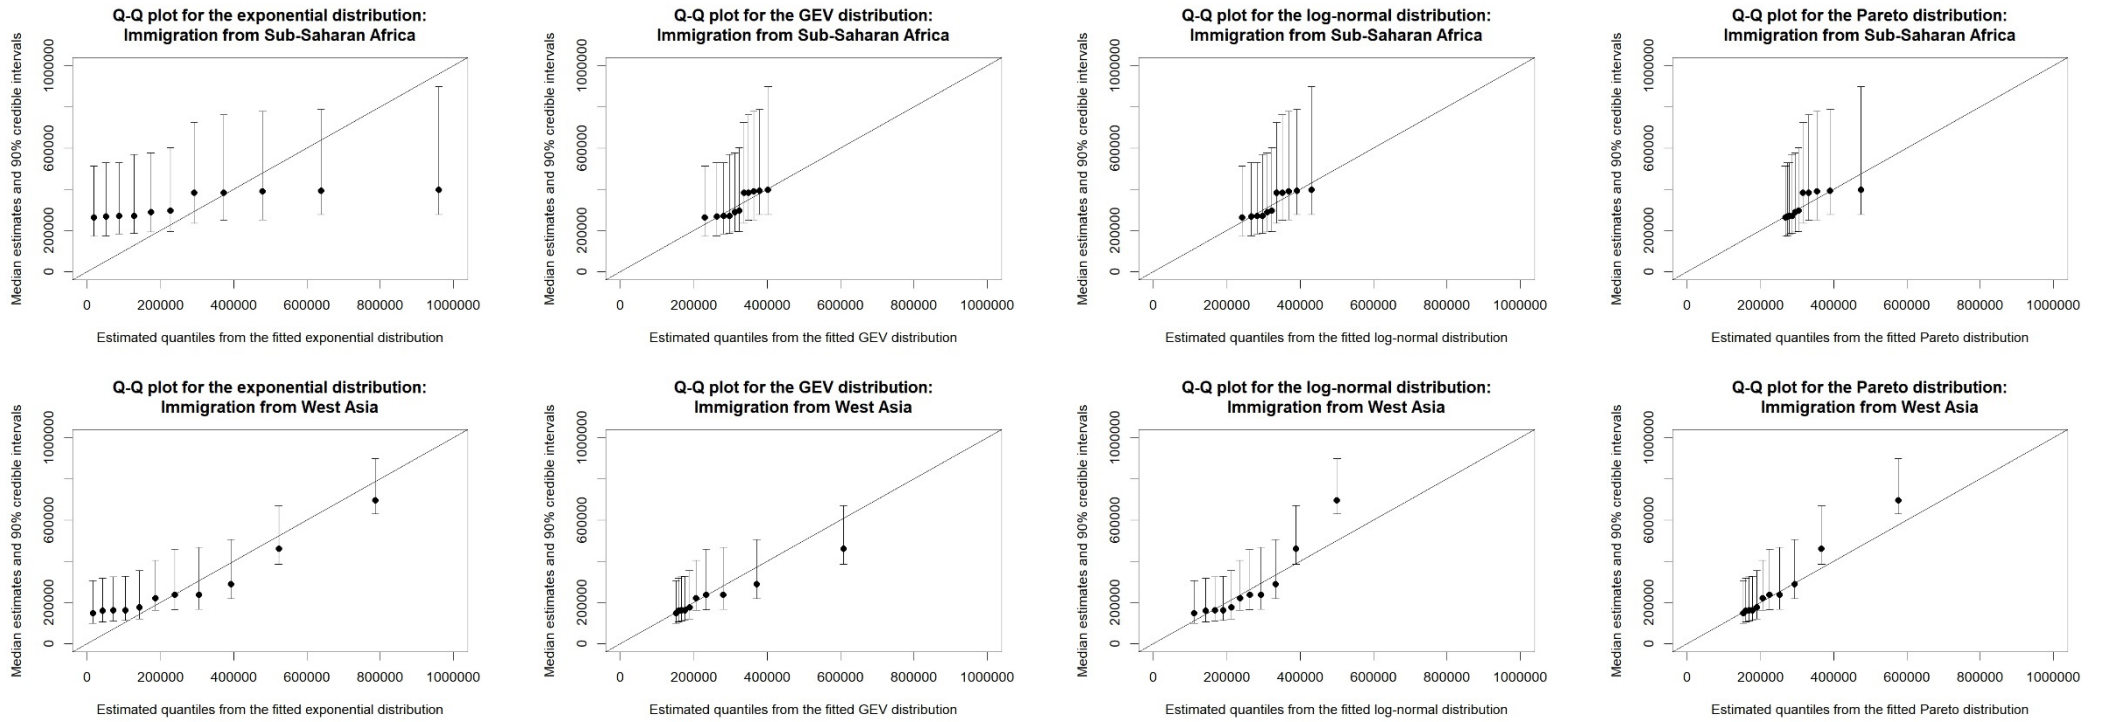 Q-Q plot for the exponential distribution:
Immigration from Sub-Saharan Africa
Median estimates and 90% credible intervals
0 200000 600000 1000000
0 200000 400000 600000 800000 1000000
Estimated quantiles from the fitted exponential distribution
Q-Q plot for the GEV distribution:
Immigration from Sub-Saharan Africa
Median estimates and 90% credible intervals
0 200000 600000 1000000
0 200000 400000 600000 800000 1000000
Estimated quantiles from the fitted GEV distribution
Q-Q plot for the log-normal distribution:
Immigration from Sub-Saharan Africa
Median estimates and 90% credible intervals
0 200000 600000 1000000
0 200000 400000 600000 800000 1000000
Estimated quantiles from the fitted log-normal distribution
Q-Q plot for the Pareto distribution:
Immigration from Sub-Saharan Africa
Median estimates and 90% credible intervals
0 200000 600000 1000000
0 200000 400000 600000 800000 1000000
Estimated quantiles from the fitted Pareto distribution
Q-Q plot for the exponential distribution:
Immigration from West Asia
Median estimates and 90% credible intervals
0 200000 600000 1000000
0 200000 400000 600000 800000 1000000
Estimated quantiles from the fitted exponential distribution
Q-Q plot for the GEV distribution:
Immigration from West Asia
Median estimates and 90% credible intervals
0 200000 600000 1000000
0 200000 400000 600000 800000 1000000
Estimated quantiles from the fitted GEV distribution
Q-Q plot for the log-normal distribution:
Immigration from West Asia
Median estimates and 90% credible intervals
0 200000 600000 1000000
0 200000 400000 600000 800000 1000000
Estimated quantiles from the fitted log-normal distribution
Q-Q plot for the Pareto distribution:
Immigration from West Asia
Median estimates and 90% credible intervals
0 200000 600000 1000000
0 200000 400000 600000 800000 1000000
Estimated quantiles from the fitted Pareto distribution